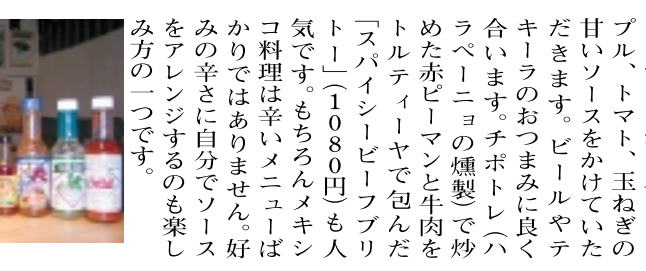 プル、トマト、玉ねぎの
甘いソースをかけていた
だきます。ビールやテ
キーラのおつまみに良く
合います。チポトレ(ハ
ラペーニョの燻製)で炒
めた赤ピーマンと牛肉を
トルティーヤで包んだ
「スパイシービーフブリ
トー」(1080円)も人
気です。もちろんメキシ
コ料理は辛いメニューば
かりではありません。好
みの辛さに自分でソース
をアレンジするのも楽し
み方の一つです。